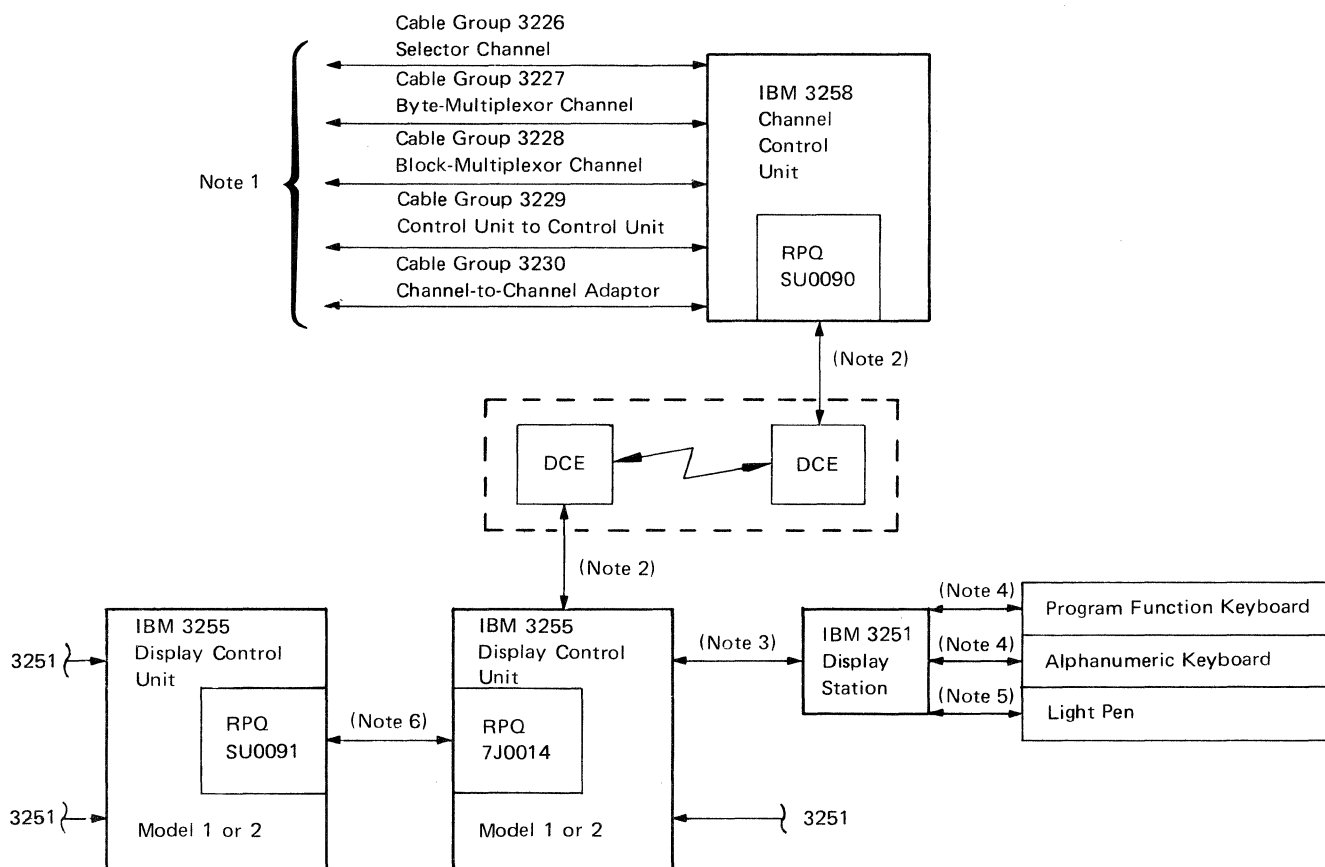 Cable Group 3226
Selector Channel
Cable Group 3227
Byte-Multiplexor Channel
Cable Group 3228
Block-Multiplexor Channel
Cable Group 3229
Control Unit to Control Unit
Cable Group 3230
Channel-to-Channel Adaptor
Note 1
IBM 3258
Channel
Control
Unit
RPQ
SU0090
(Note 2)
DCE
DCE
(Note 2)
IBM 3255
Display Control
Unit
3251
RPQ
SU0091
3251
Model 1 or 2
(Note 6)
IBM 3255
Display Control
Unit
RPQ
7J0014
Model 1 or 2
(Note 3)
3251
IBM 3251
Display
Station
(Note 4)
Program Function Keyboard
(Note 4)
Alphanumeric Keyboard
(Note 5)
Light Pen